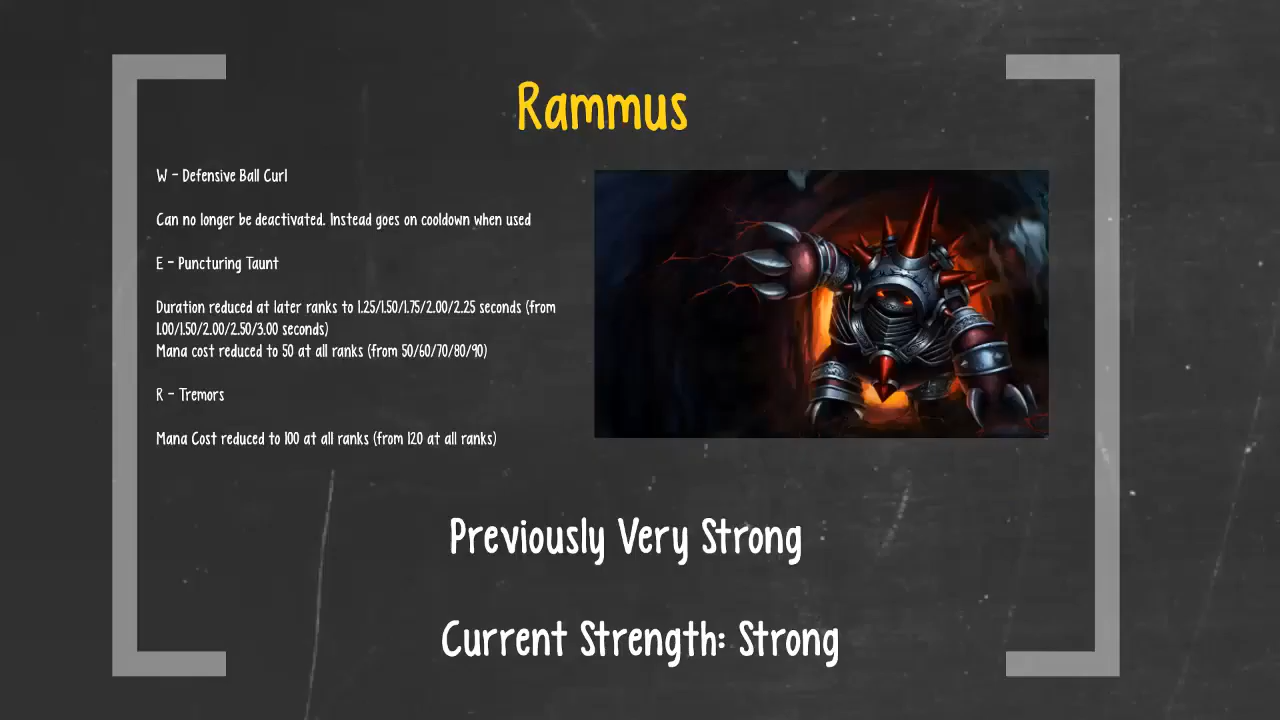 Rammus
W - Defensive Ball Curl
Can no longer be deactivated. Instead goes on cooldown when used
E - Puncturing Taunt
Duration reduced at later ranks to 1.25/1.50/1.75/2.00/2.25 seconds (from
1.00/1.50/2.00/2.50/3.00 seconds)
Mana cost reduced to 50 at all ranks (from 50/60/70/80/90)
R - Tremors
Mana Cost reduced to 100 at all ranks (from 120 at all ranks)
Previously Very Strong
Current Strength: Strong